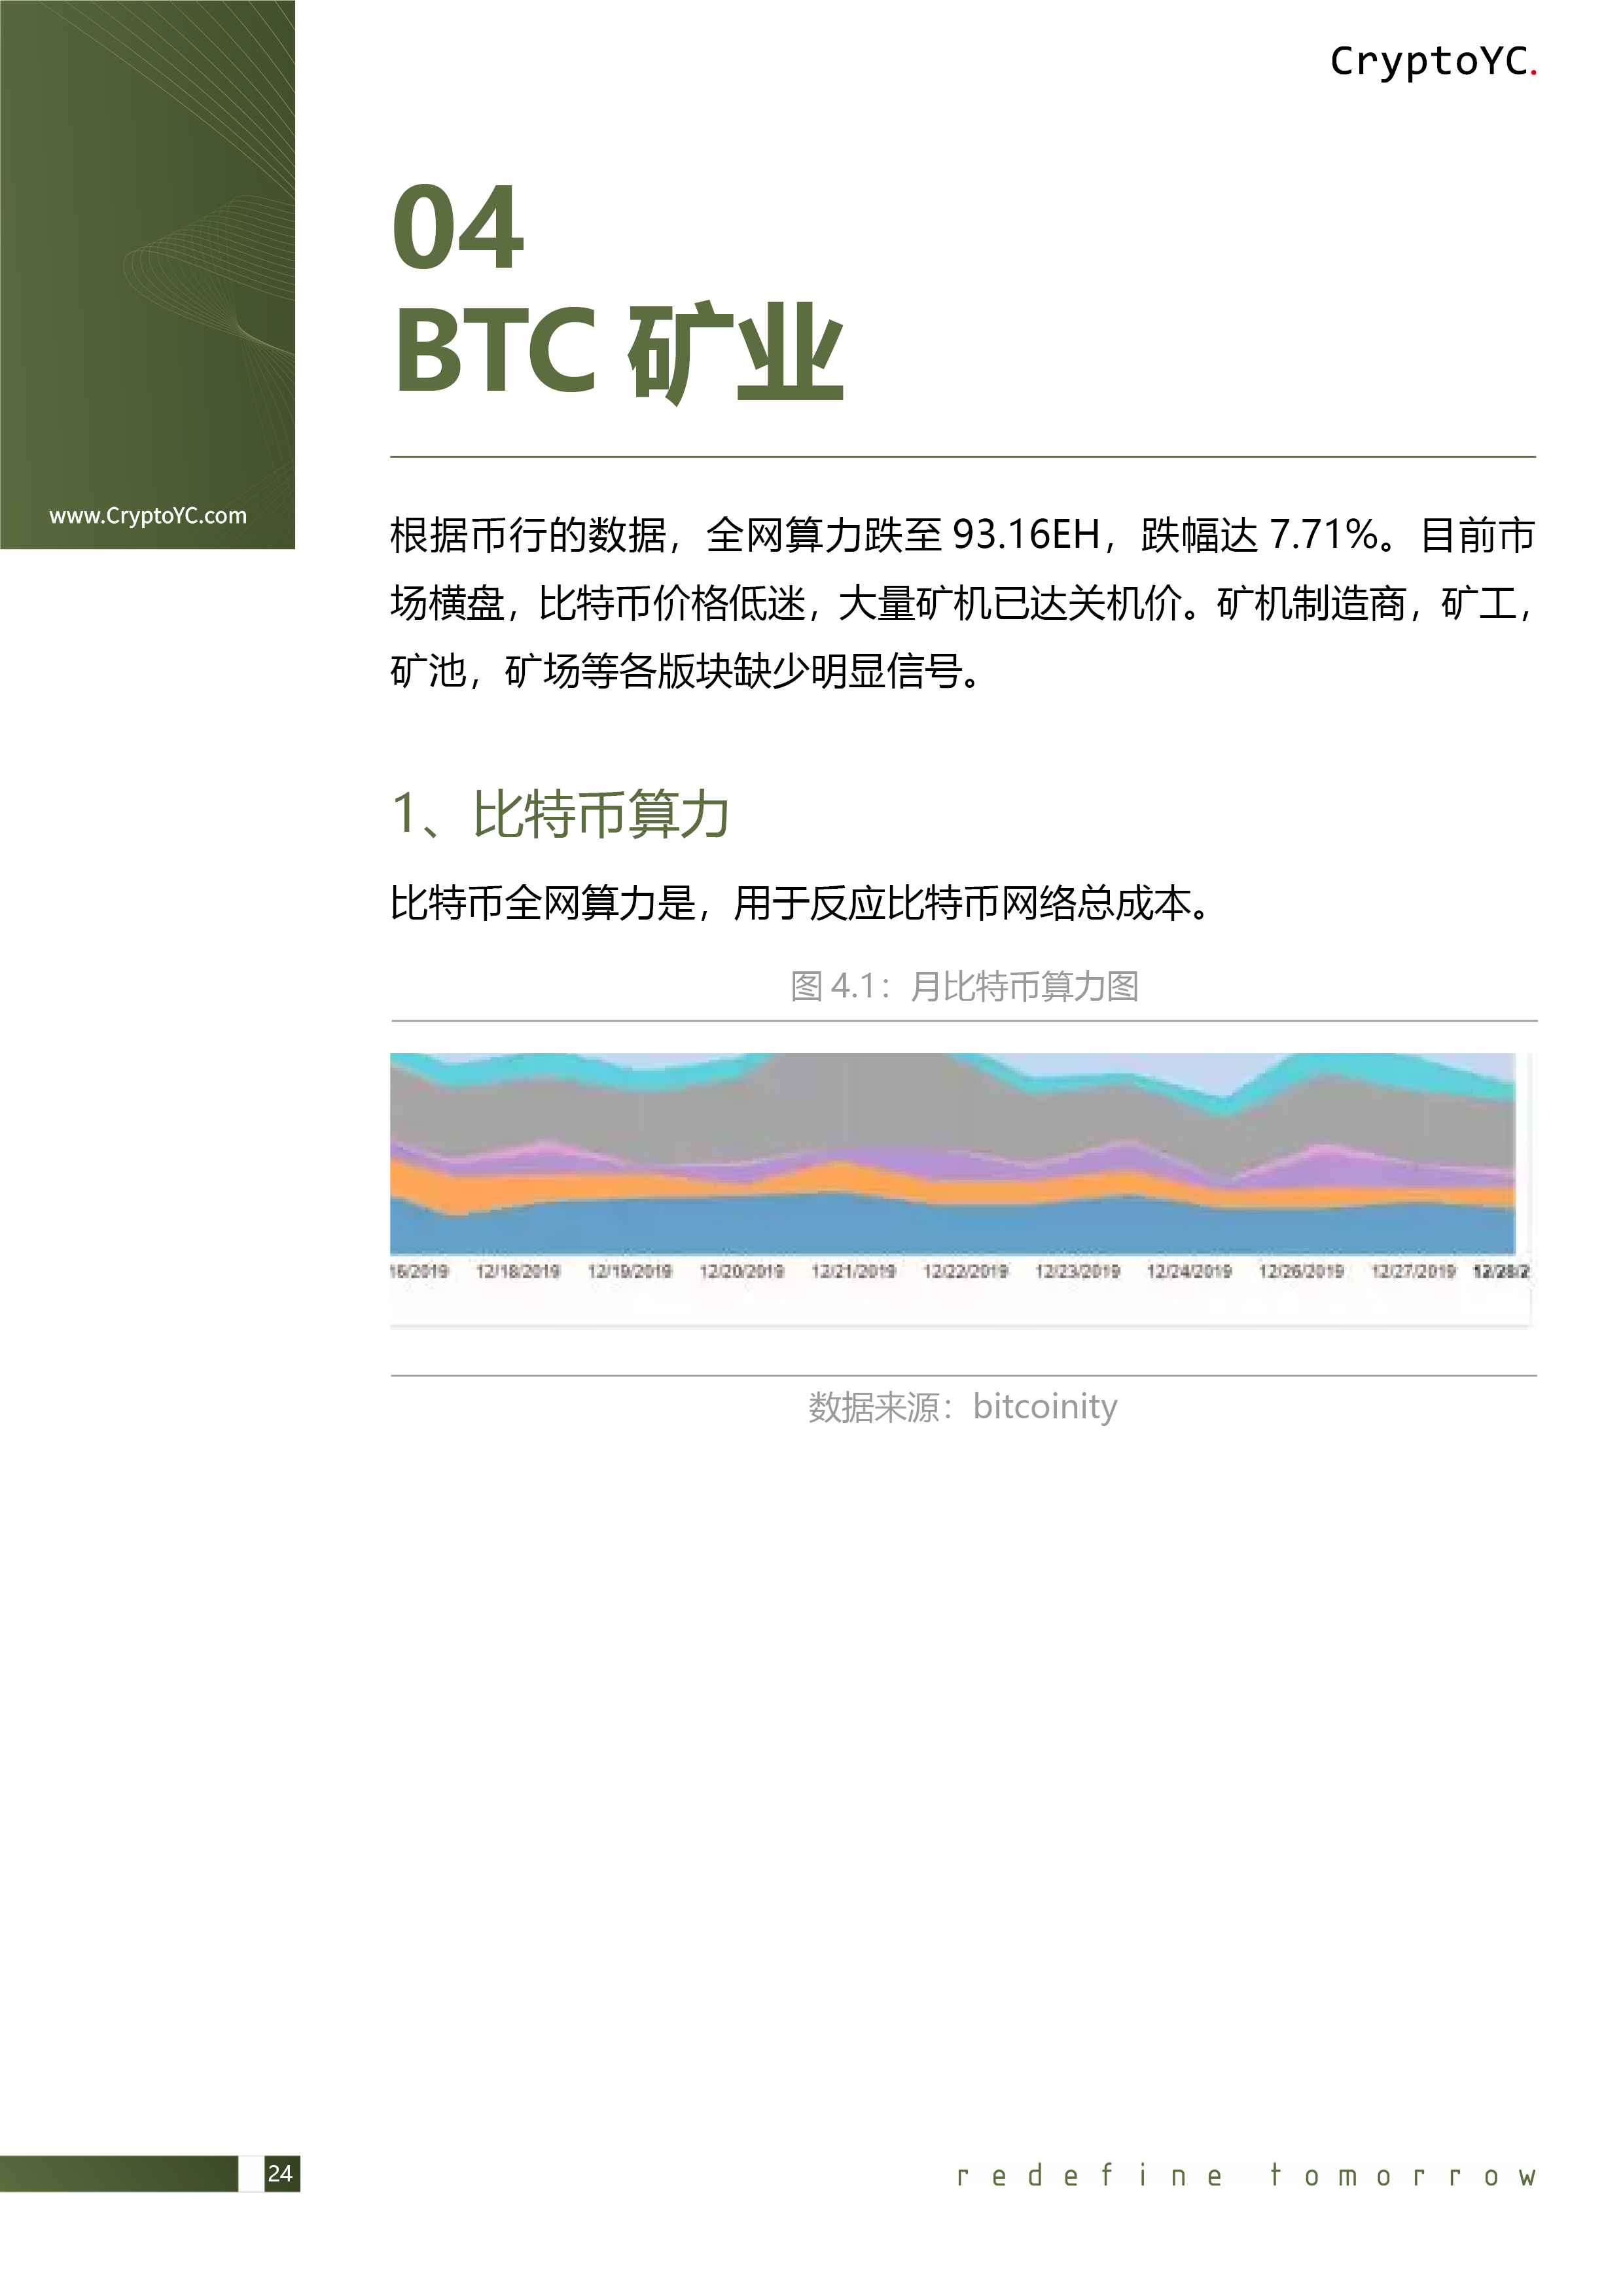 CryptoYC.
www.CryptoYC.com
04
BTC 矿业
根据币行的数据，全网算力跌至 93.16EH，跌幅达 7.71%。目前市
场横盘，比特币价格低迷，大量矿机已达关机价。矿机制造商，矿工，
矿池，矿场等各版块缺少明显信号。
1、比特币算力
比特币全网算力是，用于反应比特币网络总成本。
图 4.1：月比特币算力图
16/2019 12/18/2019 12/19/2019 12/20/2019 12/21/2019 12/22/2019 12/23/2019 12/24/2019 12/26/2019 12/27/2019 12/28/2
数据来源：bitcoinity
24
redefine tomorrow